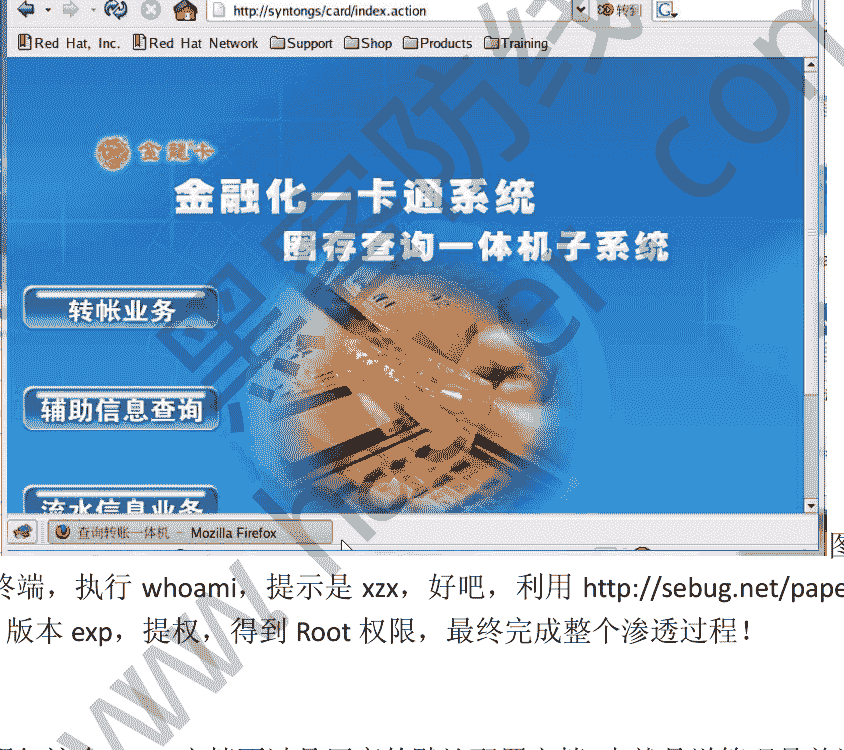 http://syntongs/card/index.action
转到
Red Hat, Inc. Red Hat Network Support Shop Products Training
金融卡
金融化一卡通系统
圈存查询一体机子系统
转帐业务
辅助信息查询
流水信息业务
查询转账一体机 - Mozilla Firefox
终端，执行 whoami，提示是 xzx，好吧，利用 http://sebug.net/pape
版本 exp，提权，得到 Root 权限，最终完成整个渗透过程！